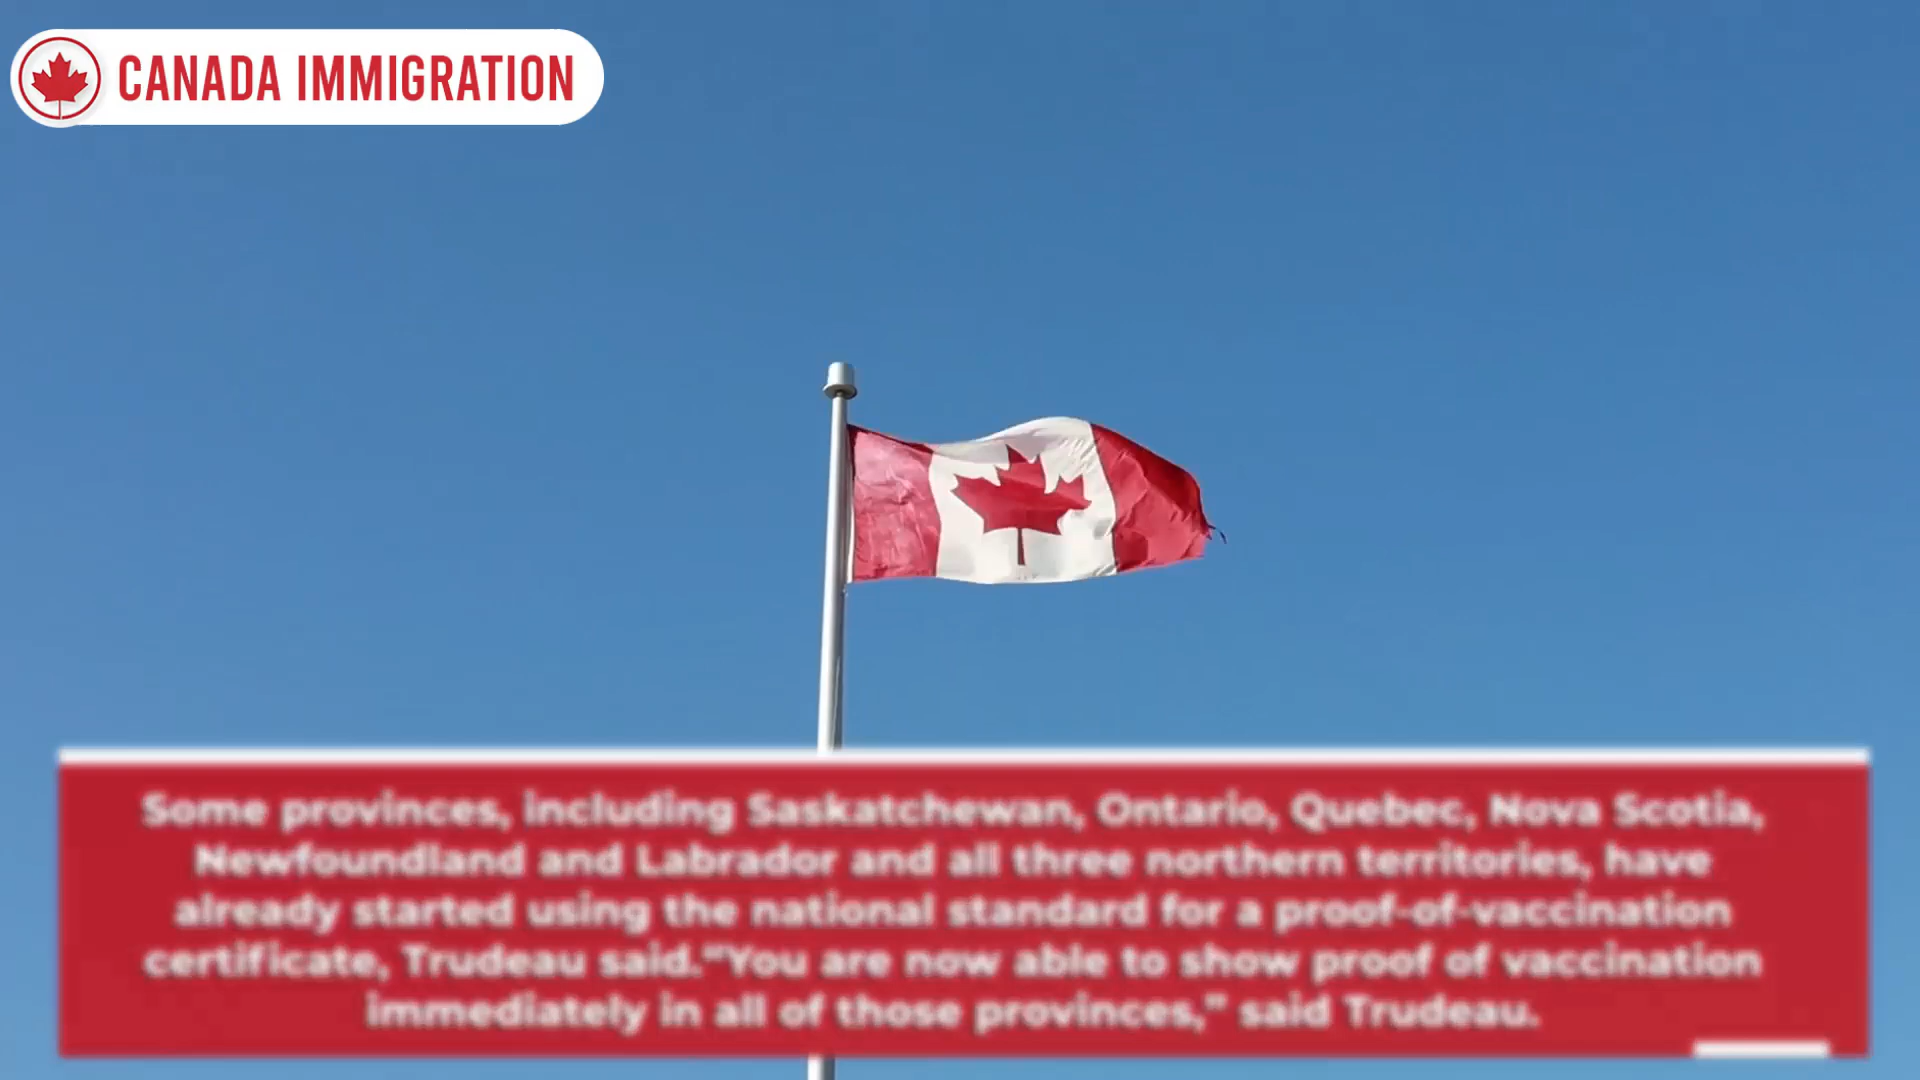 CANADA IMMIGRATION
Some provinces, including Saskatchewan, Ontario, Quebec, Nova Scotia,
Newfoundland and Labrador and all three northern territories, have
already started using the national standard for a proof-of-vaccination
certificate, Trudeau said."You are now able to show proof of vaccination
immediately in all of those provinces," said Trudeau.